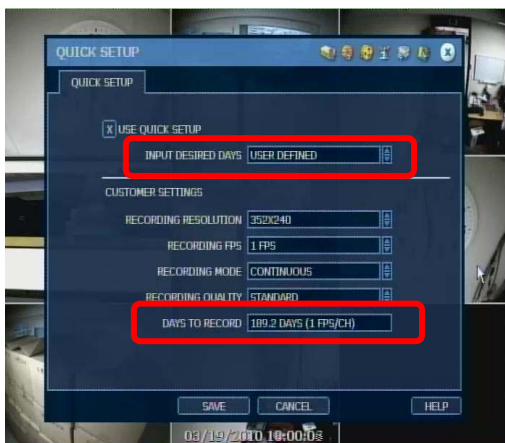 QUICK SETUP
QUICK SETUP
X USE QUICK SETUP
INPUT DESIRED DAYS USER DEFINED
CUSTOMER SETTINGS
RECORDING RESOLUTION 352X240
RECORDING FPS 1 FPS
RECORDING MODE CONTINUOUS
RECORDING QUALITY STANDARD
DAYS TO RECORD 189.2 DAYS (1 FPS/CH)
SAVE CANCEL HELP
03/19/2010 10:00:03